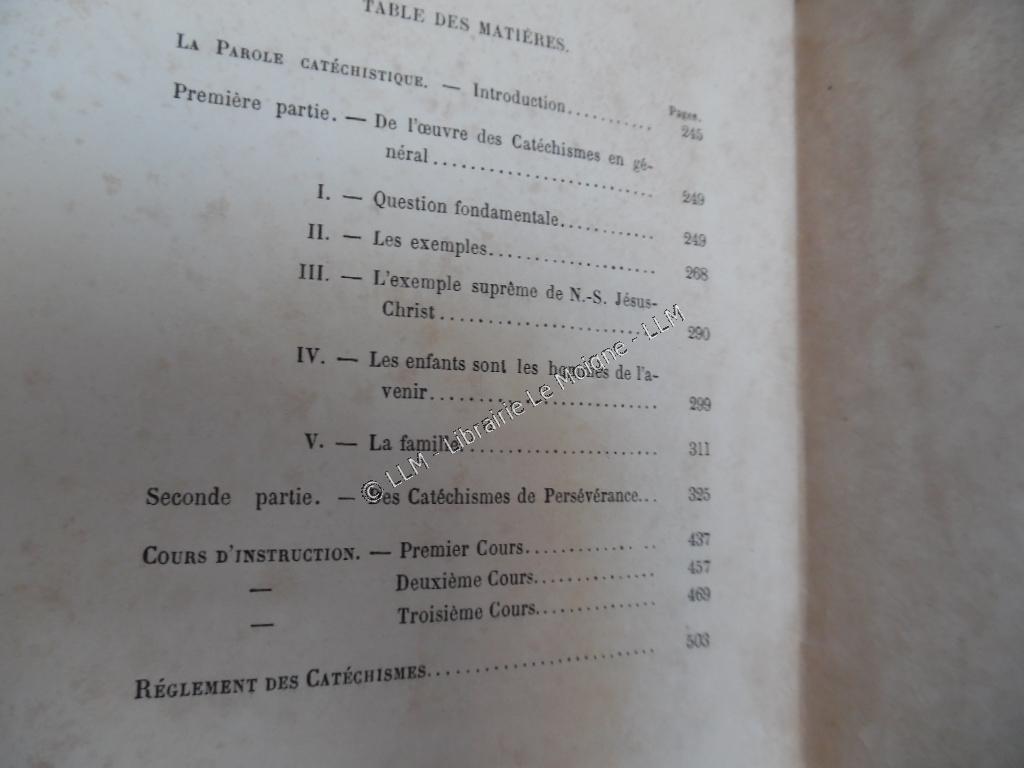 TABLE DES MATIÈRES.
Pages.
LA PAROLE CATÉCHISTIQUE. — Introduction........... 245
Première partie. — De l'œuvre des Catéchismes en gé-
néral............................ 249
I. — Question fondamentale............ 249
II. — Les exemples..................... 268
III. — L'exemple suprême de N.-S. Jésus-
Christ........................... 290
IV. — Les enfants sont les hommes de l'a-
venir............................ 299
V. — La famille....................... 311
Seconde partie. — Des Catéchismes de Persévérance... 325
COURS D'INSTRUCTION. — Premier Cours................ 437
— Deuxième Cours............... 457
— Troisième Cours.............. 469
RÉGLEMENT DES CATÉCHISMES........................... 503
© LLM - Librairie Le Moigne - LLM